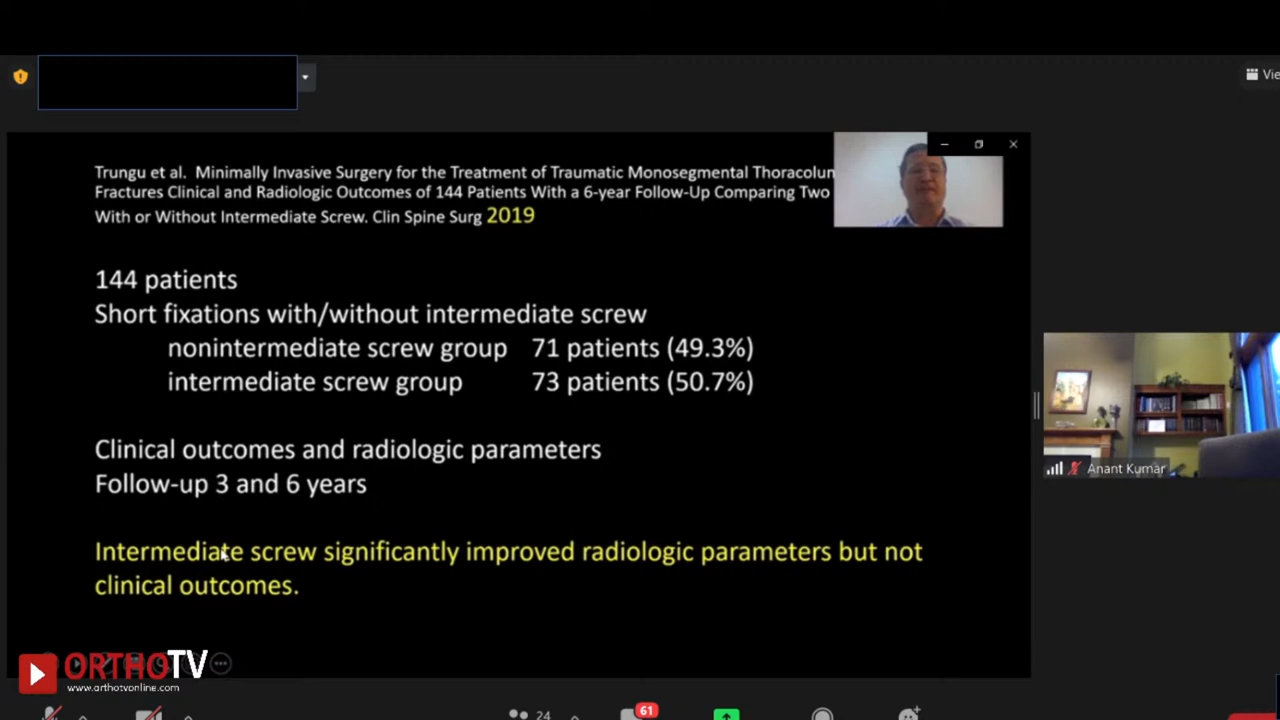 Vie
Trungu et al. Minimally Invasive Surgery for the Treatment of Traumatic Monosegmental Thoracolun
Fractures Clinical and Radiologic Outcomes of 144 Patients With a 6-year Follow-Up Comparing Two
With or Without Intermediate Screw. Clin Spine Surg 2019
144 patients
Short fixations with/without intermediate screw
nonintermediate screw group 71 patients (49.3%)
intermediate screw group 73 patients (50.7%)
Clinical outcomes and radiologic parameters
Follow-up 3 and 6 years
Anant Kumar
Intermediate screw significantly improved radiologic parameters but not
clinical outcomes.
ORTHOTV
www.orthotvonline.com
24
61